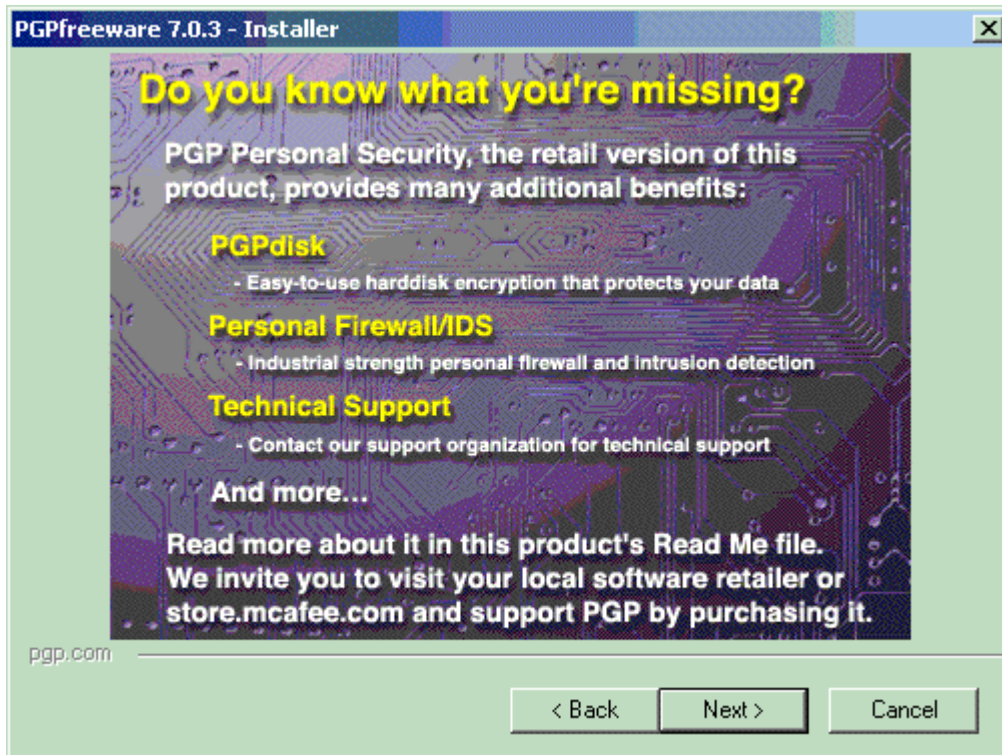 PGPfreeware 7.0.3 - Installer
Do you know what you're missing?
PGP Personal Security, the retail version of this
product, provides many additional benefits:
PGPdisk
- Easy-to-use harddisk encryption that protects your data
Personal Firewall/IDS
- Industrial strength personal firewall and intrusion detection
Technical Support
- Contact our support organization for technical support
And more...
Read more about it in this product's Read Me file.
We invite you to visit your local software retailer or
store.mcafee.com and support PGP by purchasing it.
pgp.com
< Back
Next >
Cancel